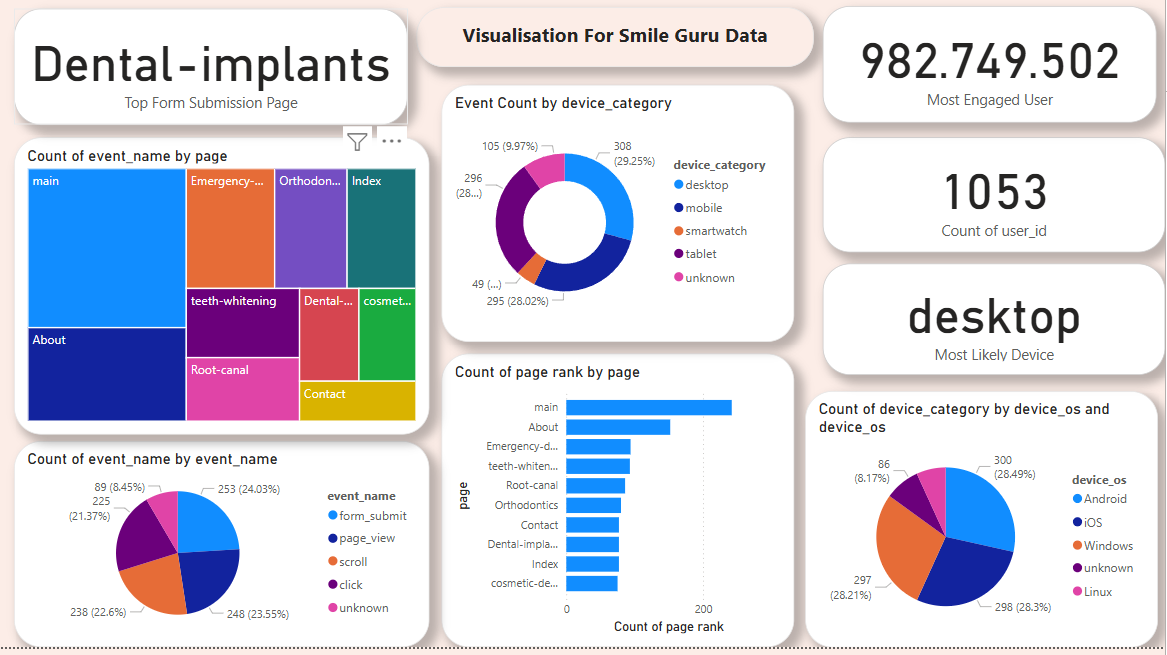 Dental-implants
Top Form Submission Page
Visualisation For Smile Guru Data
982.749.502
Most Engaged User
Count of event_name by page
main
Emergency-...
Orthodon...
Index
About
teeth-whitening
Dental-...
cosmet...
Root-canal
Contact
Event Count by device_category
105 (9.97%)
308
(29.25%)
296
(28...)
49 (...)
295 (28.02%)
device_category
desktop
mobile
smartwatch
tablet
unknown
1053
Count of user_id
desktop
Most Likely Device
Count of event_name by event_name
89 (8.45%)
253 (24.03%)
225
(21.37%)
238 (22.6%)
248 (23.55%)
event_name
form_submit
page_view
scroll
click
unknown
Count of page rank by page
page
main
About
Emergency-d...
teeth-whiten...
Root-canal
Orthodontics
Contact
Dental-impla...
Index
cosmetic-de...
0
200
Count of page rank
Count of device_category by device_os and
device_os
86
(8.17%)
300
(28.49%)
297
(28.21%)
298 (28.3%)
device_os
Android
iOS
Windows
unknown
Linux